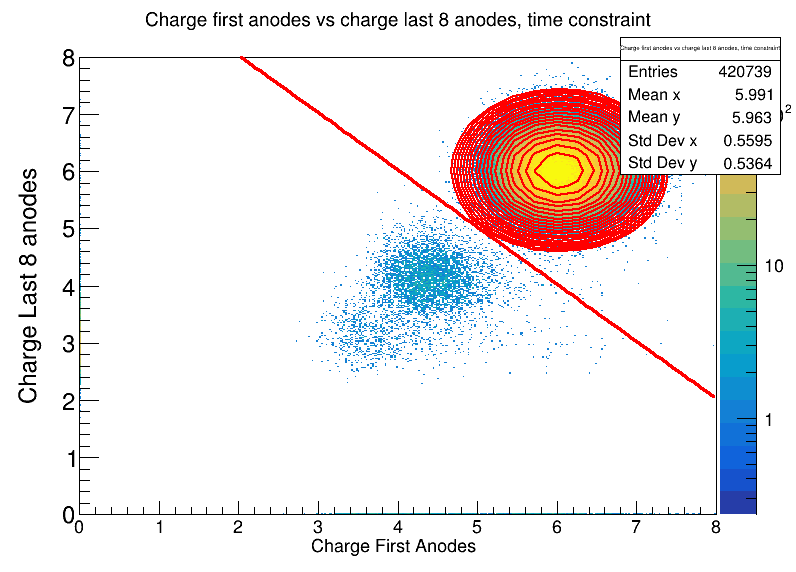 Charge first anodes vs charge last 8 anodes, time constraint
Charge first anodes vs charge last 8 anodes, time constraint
Entries 420739
Mean x 5.991
Mean y 5.963
Std Dev x 0.5595
Std Dev y 0.5364
8
7
6
5
4
3
2
1
0
Charge Last 8 anodes
0 1 2 3 4 5 6 7 8
Charge First Anodes
10
1